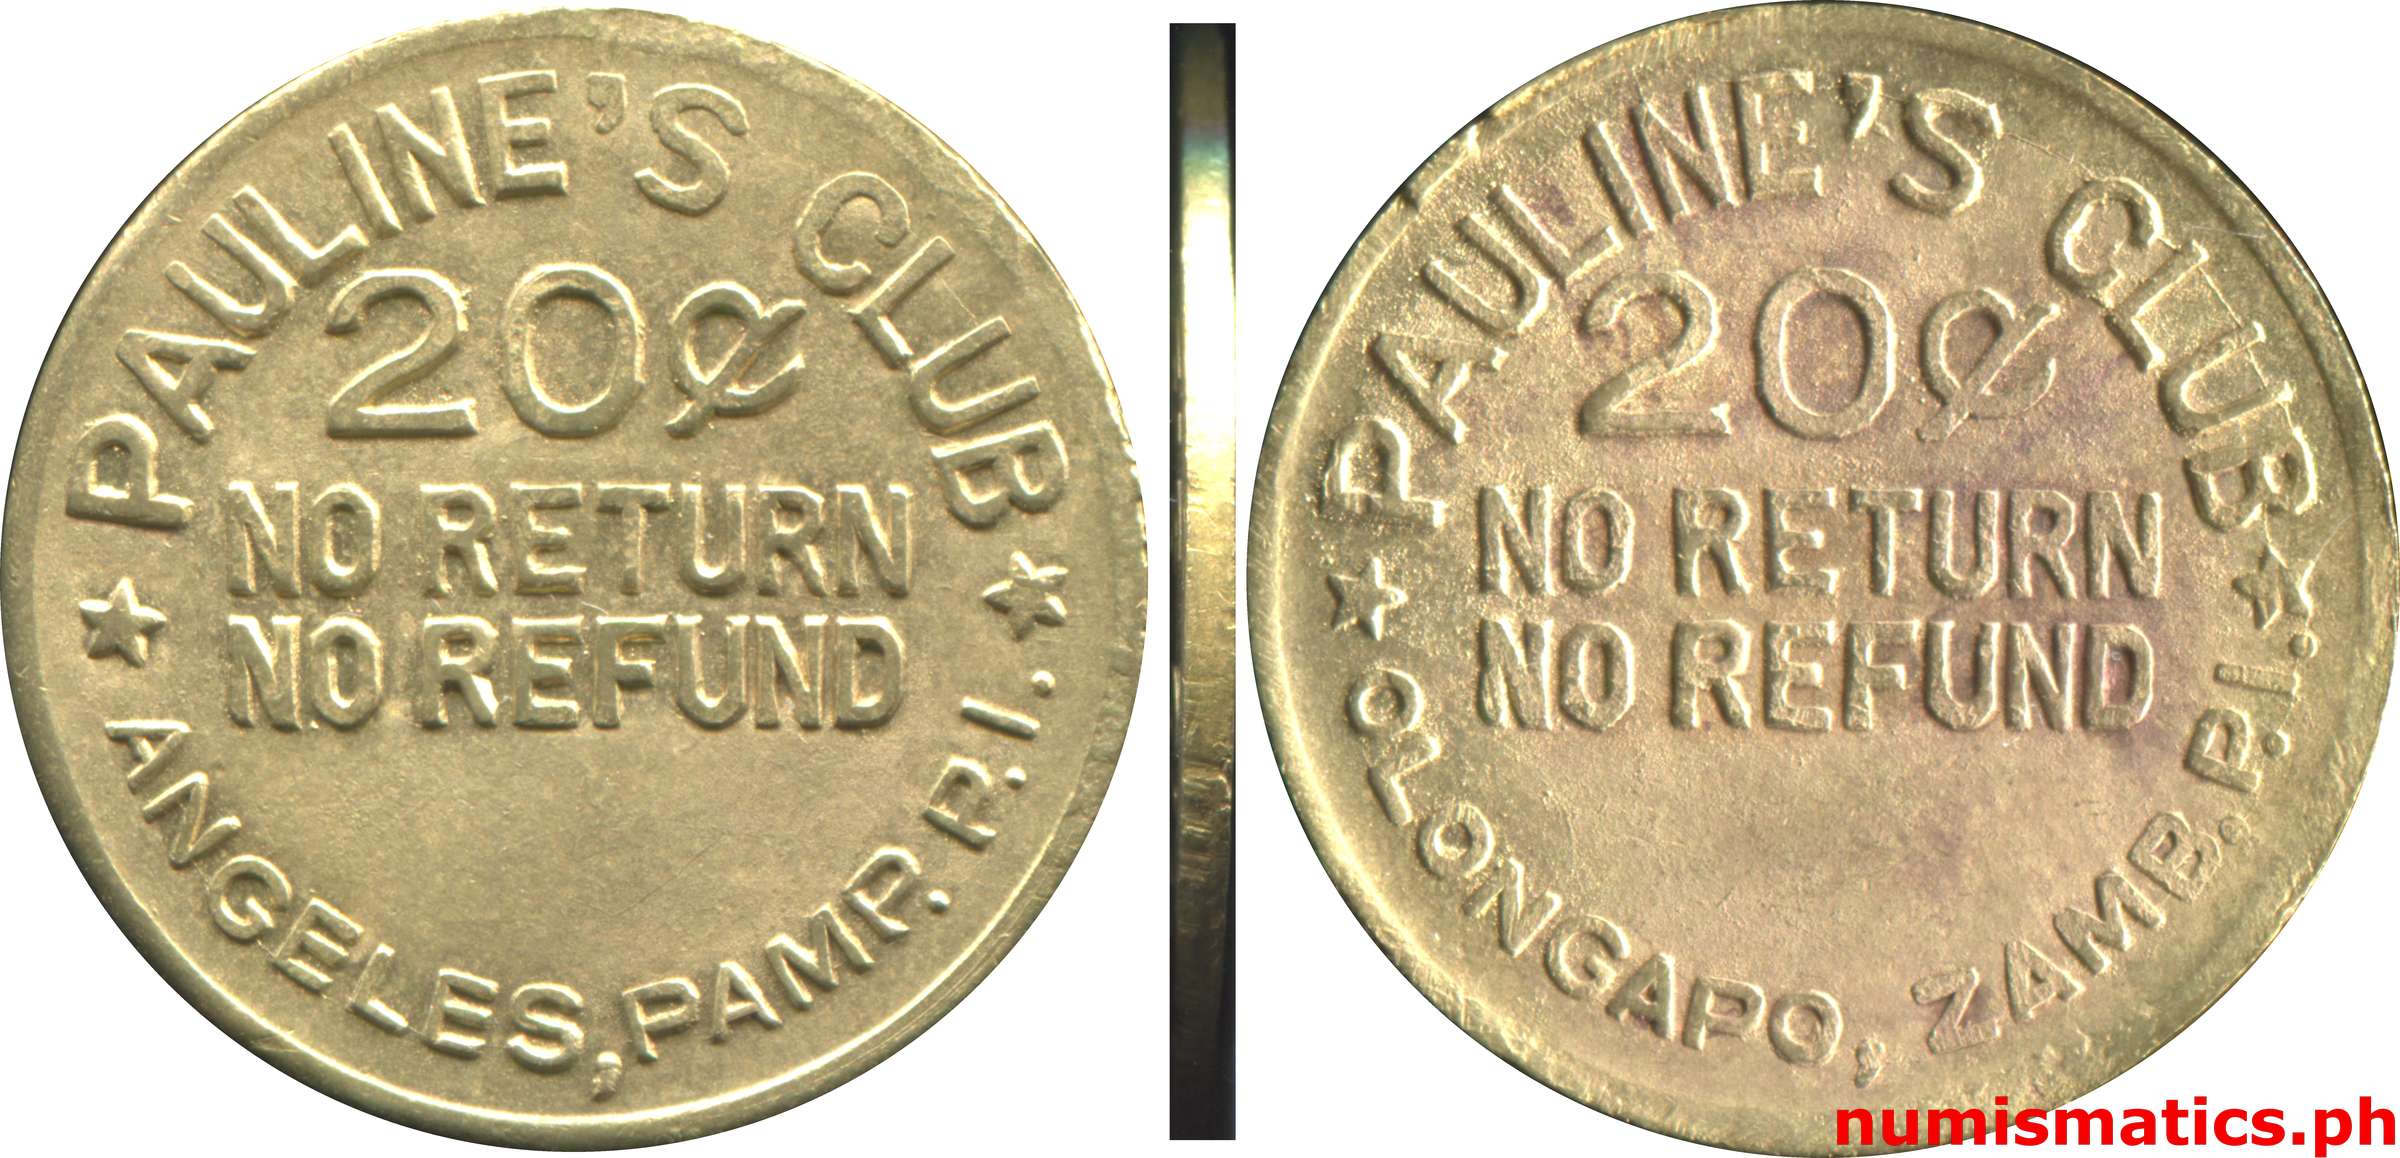 PAULINE'S CLUB
20¢
NO RETURN
NO REFUND
ANGELES, PAMP. P.I.
PAULINE'S CLUB
20¢
NO RETURN
NO REFUND
OLONGAPO, ZAMB. P.I.
numismatics.ph